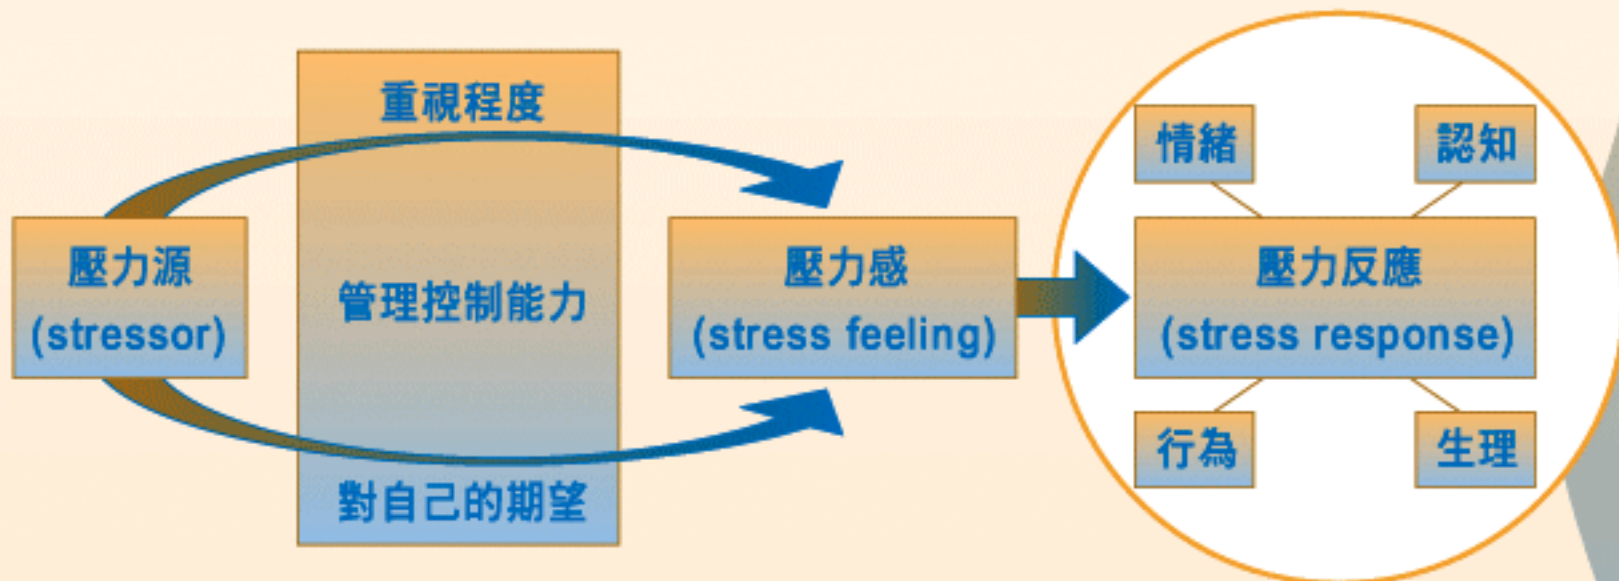 壓力源
(stressor)
重視程度
管理控制能力
對自己的期望
壓力感
(stress feeling)
情緒
認知
壓力反應
(stress response)
行為
生理